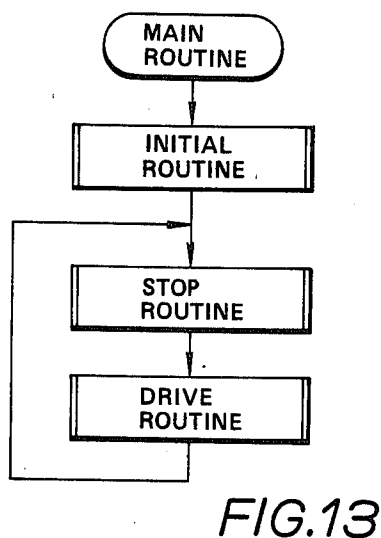 MAIN
ROUTINE
INITIAL
ROUTINE
STOP
ROUTINE
DRIVE
ROUTINE
FIG.13